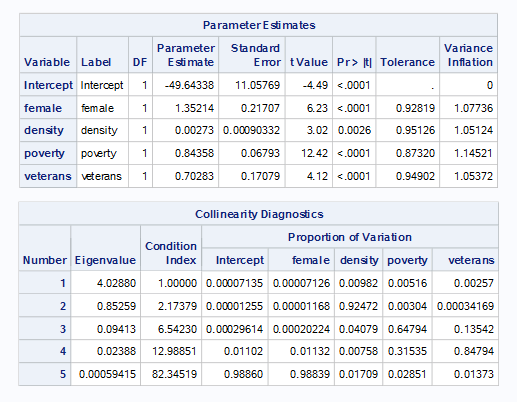 Parameter Estimates
Variable Label DF Parameter Estimate Standard Error t Value Pr > |t| Tolerance Variance Inflation
Intercept Intercept 1 -49.64338 11.05769 -4.49 <.0001 . 0
female female 1 1.35214 0.21707 6.23 <.0001 0.92819 1.07736
density density 1 0.00273 0.00090332 3.02 0.0026 0.95126 1.05124
poverty poverty 1 0.84358 0.06793 12.42 <.0001 0.87320 1.14521
veterans veterans 1 0.70283 0.17079 4.12 <.0001 0.94902 1.05372
Collinearity Diagnostics
Number Eigenvalue Condition Index Proportion of Variation
Intercept female density poverty veterans
1 4.02880 1.00000 0.00007135 0.00007126 0.00982 0.00516 0.00257
2 0.85259 2.17379 0.00001255 0.00001168 0.92472 0.00304 0.00034169
3 0.09413 6.54230 0.00029614 0.00020224 0.04079 0.64794 0.13542
4 0.02388 12.98851 0.01102 0.01132 0.00758 0.31535 0.84794
5 0.00059415 82.34519 0.98860 0.98839 0.01709 0.02851 0.01373